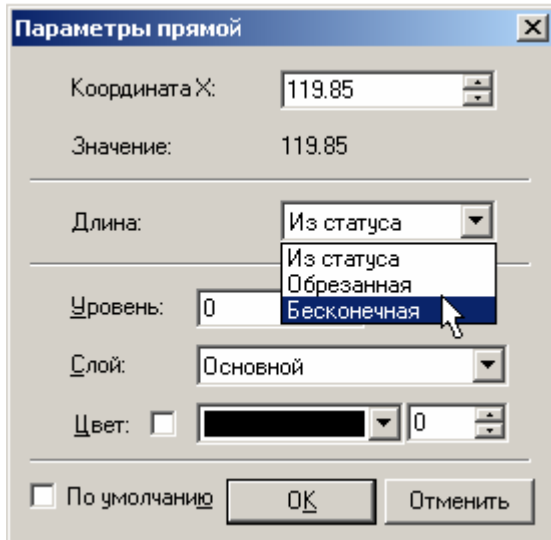 Параметры прямой
Координата X: 119.85
Значение: 119.85
Длина: Из статуса
Из статуса
Обрезанная
Бесконечная
Уровень: 0
Слой: Основной
Цвет: 0
По умолчанию OK Отменить